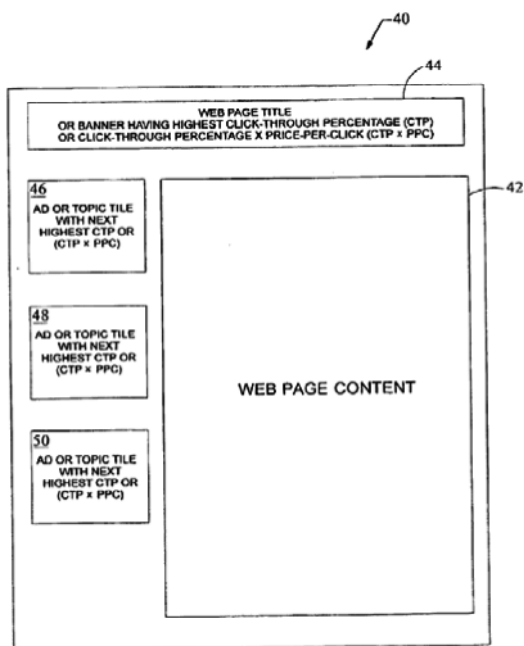 40
44
WEB PAGE TITLE
OR BANNER HAVING HIGHEST CLICK-THROUGH PERCENTAGE (CTP)
OR CLICK-THROUGH PERCENTAGE X PRICE-PER-CLICK (CTP x PPC)
42
46
AD OR TOPIC TILE
WITH NEXT
HIGHEST CTP OR
(CTP x PPC)
48
AD OR TOPIC TILE
WITH NEXT
HIGHEST CTP OR
(CTP x PPC)
WEB PAGE CONTENT
50
AD OR TOPIC TILE
WITH NEXT
HIGHEST CTP OR
(CTP x PPC)